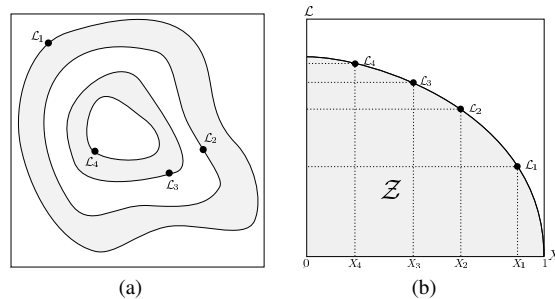 ℒ₁
ℒ₂
ℒ₃
ℒ₄
(a)
ℒ
ℒ₄
ℒ₃
ℒ₂
ℒ₁
𝒵
0 X₄ X₃ X₂ X₁ 1 X
(b)